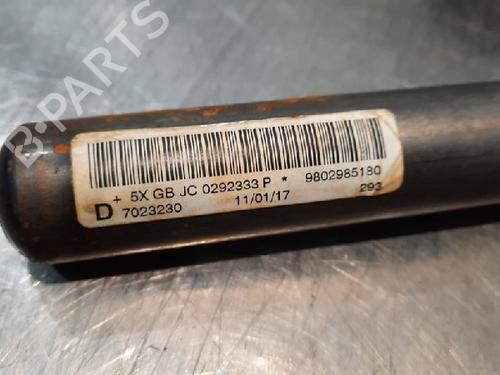 B-PARTS
+ 5X GB JC 0292333 P * 9802985180
D 7023230 11/01/17 293